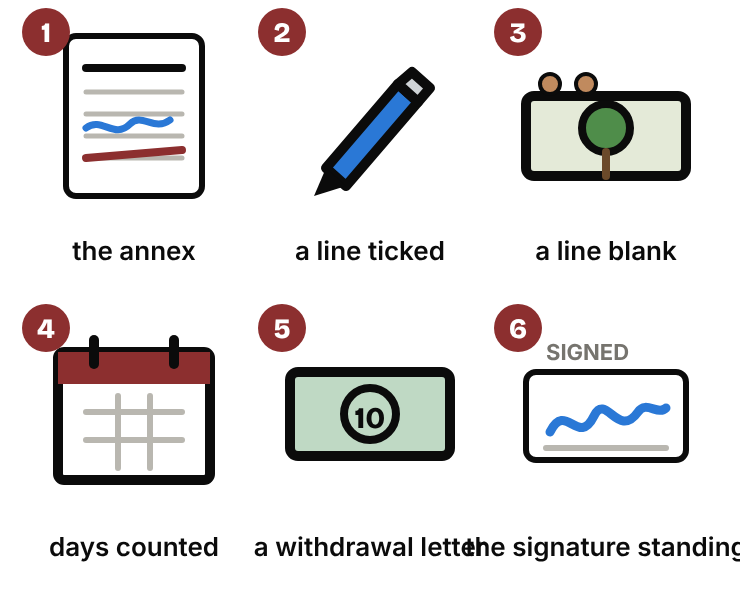 1
2
3
the annex
a line ticked
a line blank
4
5
6
SIGNED
10
days counted
a withdrawal letter
the signature standing